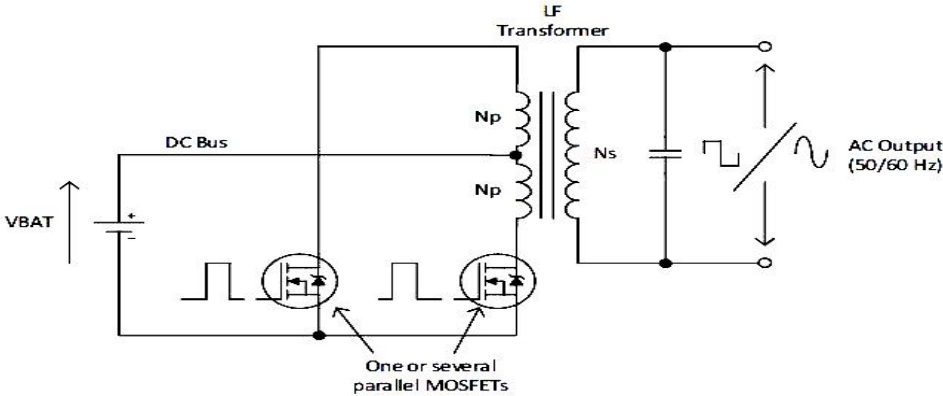 LF
Transformer
Np
DC Bus
Ns
AC Output
(50/60 Hz)
Np
VBAT
+
-
One or several
parallel MOSFETs